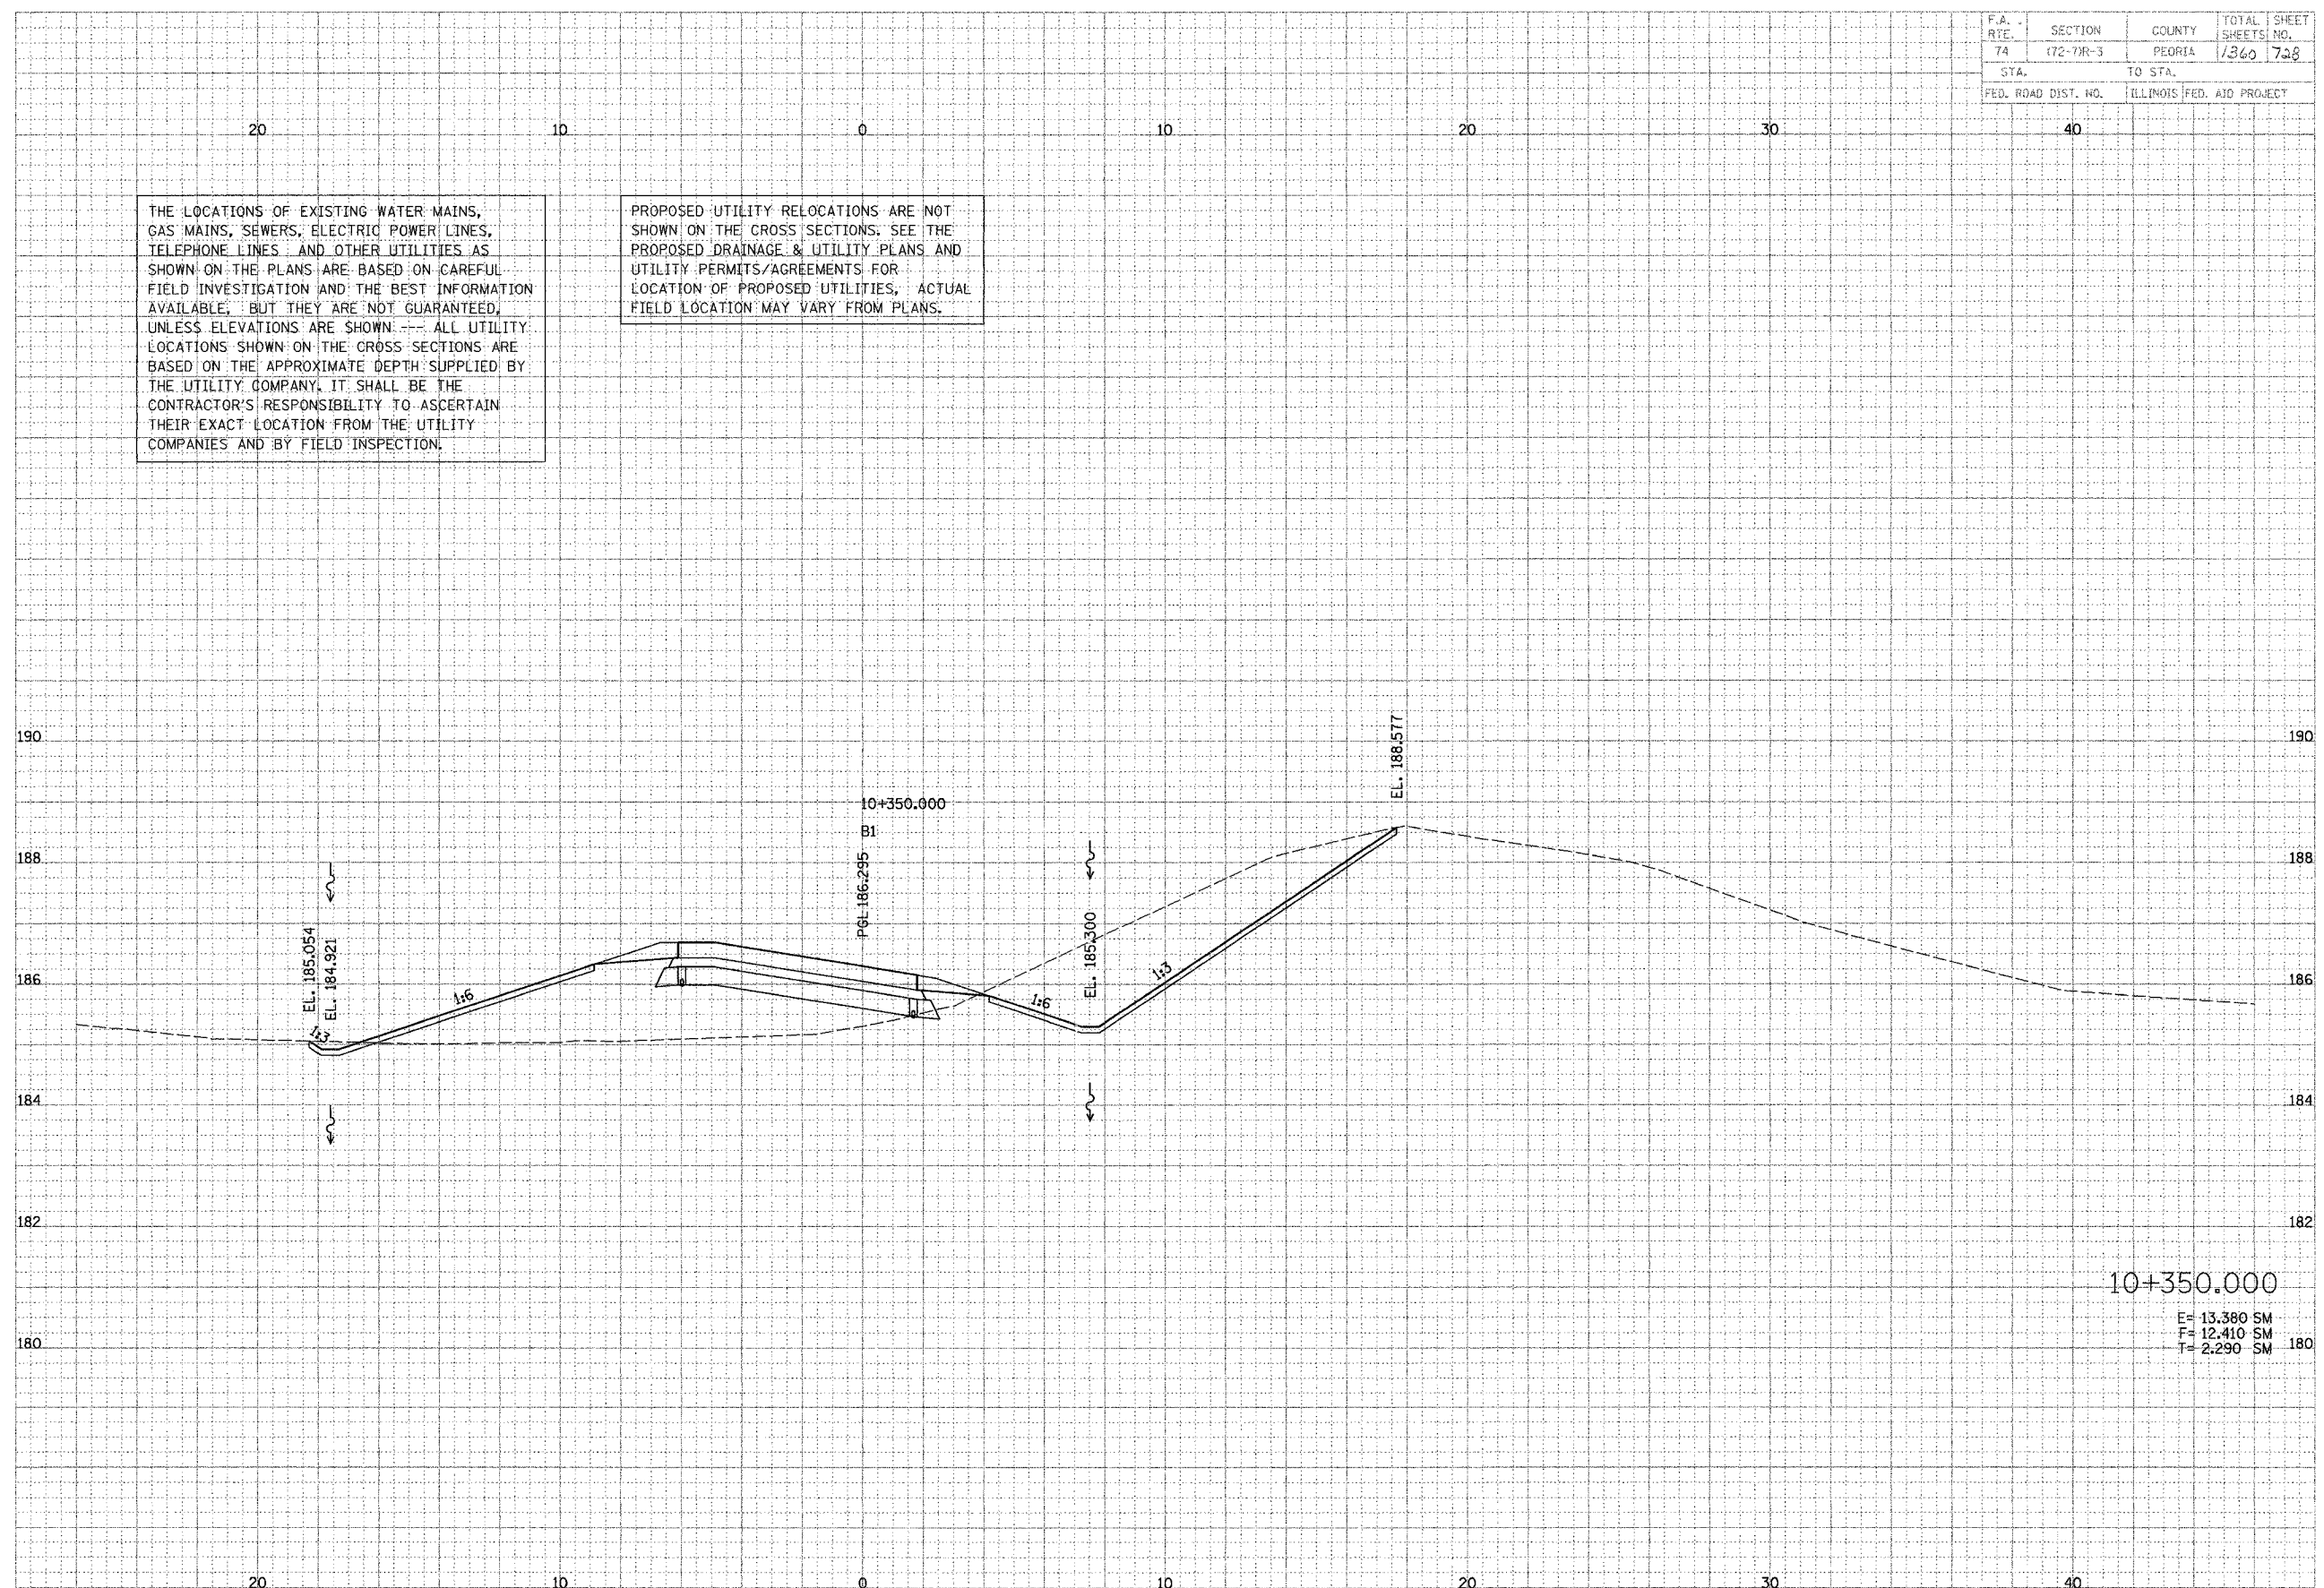 F.A. RTE. SECTION COUNTY TOTAL SHEETS SHEET NO.
74 (72-7)R-3 PEORIA 1360 728
STA. TO STA.
FED. ROAD DIST. NO. ILLINOIS FED. AID PROJECT
20 10 0 10 20 30 40
THE LOCATIONS OF EXISTING WATER MAINS,
GAS MAINS, SEWERS, ELECTRIC POWER LINES,
TELEPHONE LINES AND OTHER UTILITIES AS
SHOWN ON THE PLANS ARE BASED ON CAREFUL
FIELD INVESTIGATION AND THE BEST INFORMATION
AVAILABLE, BUT THEY ARE NOT GUARANTEED,
UNLESS ELEVATIONS ARE SHOWN --- ALL UTILITY
LOCATIONS SHOWN ON THE CROSS SECTIONS ARE
BASED ON THE APPROXIMATE DEPTH SUPPLIED BY
THE UTILITY COMPANY. IT SHALL BE THE
CONTRACTOR'S RESPONSIBILITY TO ASCERTAIN
THEIR EXACT LOCATION FROM THE UTILITY
COMPANIES AND BY FIELD INSPECTION.
PROPOSED UTILITY RELOCATIONS ARE NOT
SHOWN ON THE CROSS SECTIONS. SEE THE
PROPOSED DRAINAGE & UTILITY PLANS AND
UTILITY PERMITS/AGREEMENTS FOR
LOCATION OF PROPOSED UTILITIES, ACTUAL
FIELD LOCATION MAY VARY FROM PLANS.
190 190
EL. 188.577
10+350.000
B1
188 188
PGL 186.295
EL. 185.054
EL. 184.921
EL. 185.300
186 186
1:3
1:6
1:6
1:3
184 184
182 182
10+350.000
E= 13.380 SM
F= 12.410 SM
T= 2.290 SM
180 180
20 10 0 10 20 30 40